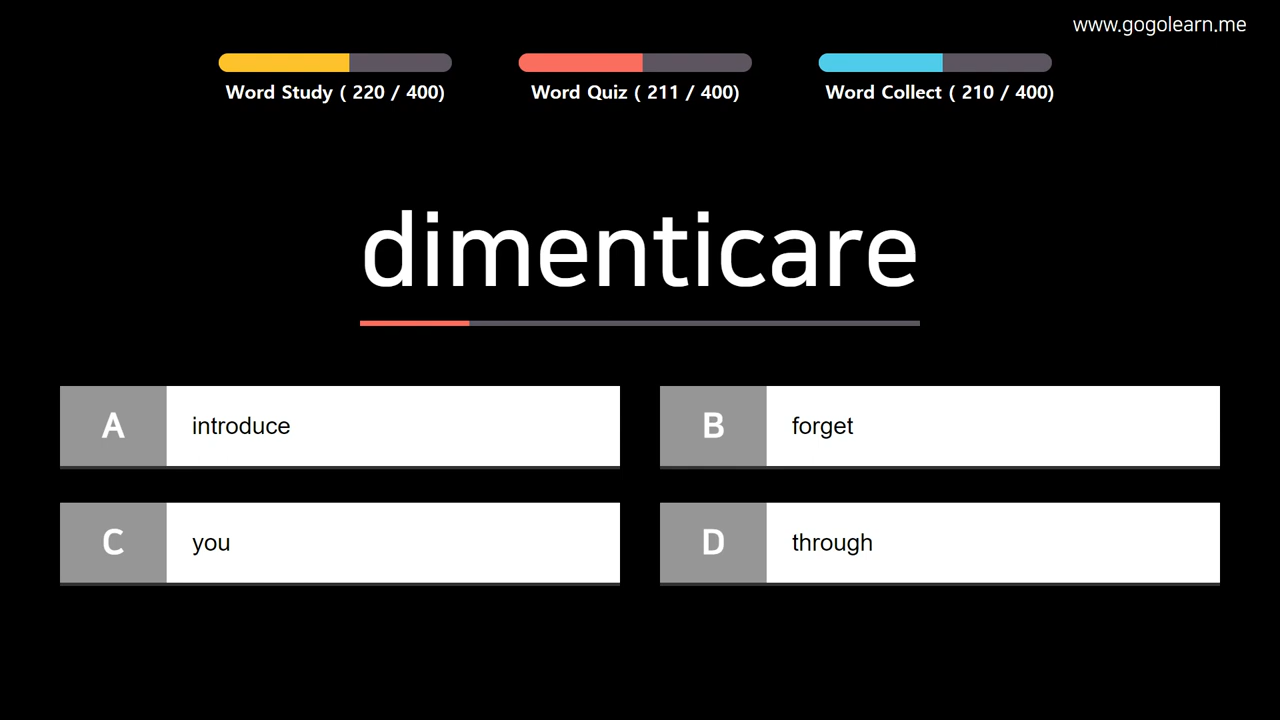 www.gogolearn.me
Word Study ( 220 / 400)
Word Quiz ( 211 / 400)
Word Collect ( 210 / 400)
dimenticare
A introduce
B forget
C you
D through